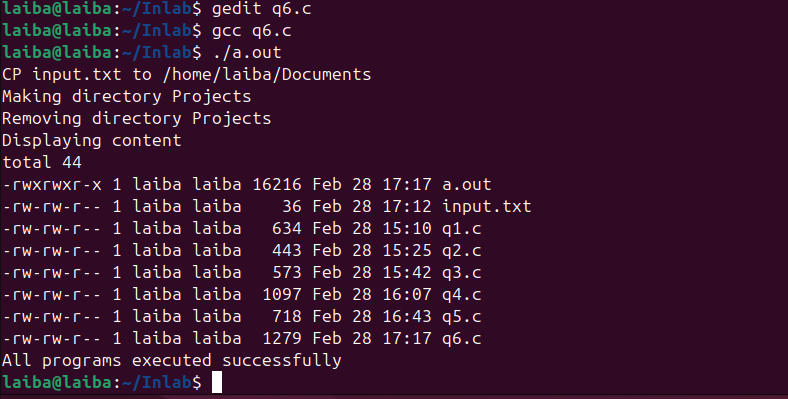 laiba@laiba:~/Inlab$ gedit q6.c
laiba@laiba:~/Inlab$ gcc q6.c
laiba@laiba:~/Inlab$ ./a.out
CP input.txt to /home/laiba/Documents
Making directory Projects
Removing directory Projects
Displaying content
total 44
-rwxrwxr-x 1 laiba laiba 16216 Feb 28 17:17 a.out
-rw-rw-r-- 1 laiba laiba    36 Feb 28 17:12 input.txt
-rw-rw-r-- 1 laiba laiba   634 Feb 28 15:10 q1.c
-rw-rw-r-- 1 laiba laiba   443 Feb 28 15:25 q2.c
-rw-rw-r-- 1 laiba laiba   573 Feb 28 15:42 q3.c
-rw-rw-r-- 1 laiba laiba  1097 Feb 28 16:07 q4.c
-rw-rw-r-- 1 laiba laiba   718 Feb 28 16:43 q5.c
-rw-rw-r-- 1 laiba laiba  1279 Feb 28 17:17 q6.c
All programs executed successfully
laiba@laiba:~/Inlab$